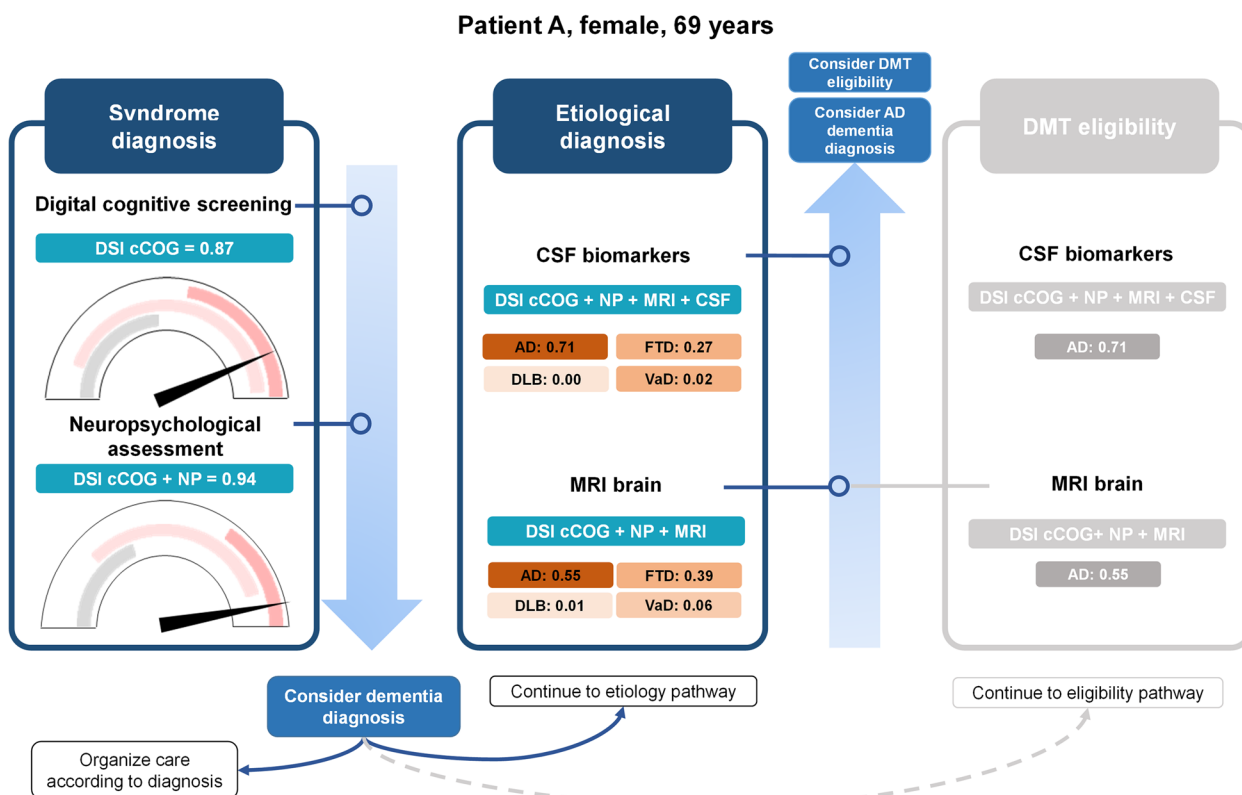 Patient A, female, 69 years
Svndrome
diagnosis
Digital cognitive screening
DSI cCOG = 0.87
Neuropsychological
assessment
DSI cCOG + NP = 0.94
Consider dementia
diagnosis
Organize care
according to diagnosis
Continue to etiology pathway
Etiological
diagnosis
CSF biomarkers
DSI cCOG + NP + MRI + CSF
AD: 0.71
FTD: 0.27
DLB: 0.00
VaD: 0.02
MRI brain
DSI cCOG + NP + MRI
AD: 0.55
FTD: 0.39
DLB: 0.01
VaD: 0.06
Consider DMT
eligibility
Consider AD
dementia
diagnosis
DMT eligibility
CSF biomarkers
DSI cCOG + NP + MRI + CSF
AD: 0.71
MRI brain
DSI cCOG+ NP + MRI
AD: 0.55
Continue to eligibility pathway